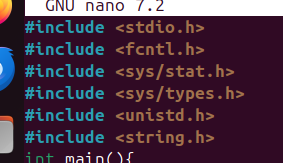 GNU nano 7.2
#include <stdio.h>
#include <fcntl.h>
#include <sys/stat.h>
#include <sys/types.h>
#include <unistd.h>
#include <string.h>
int main(){